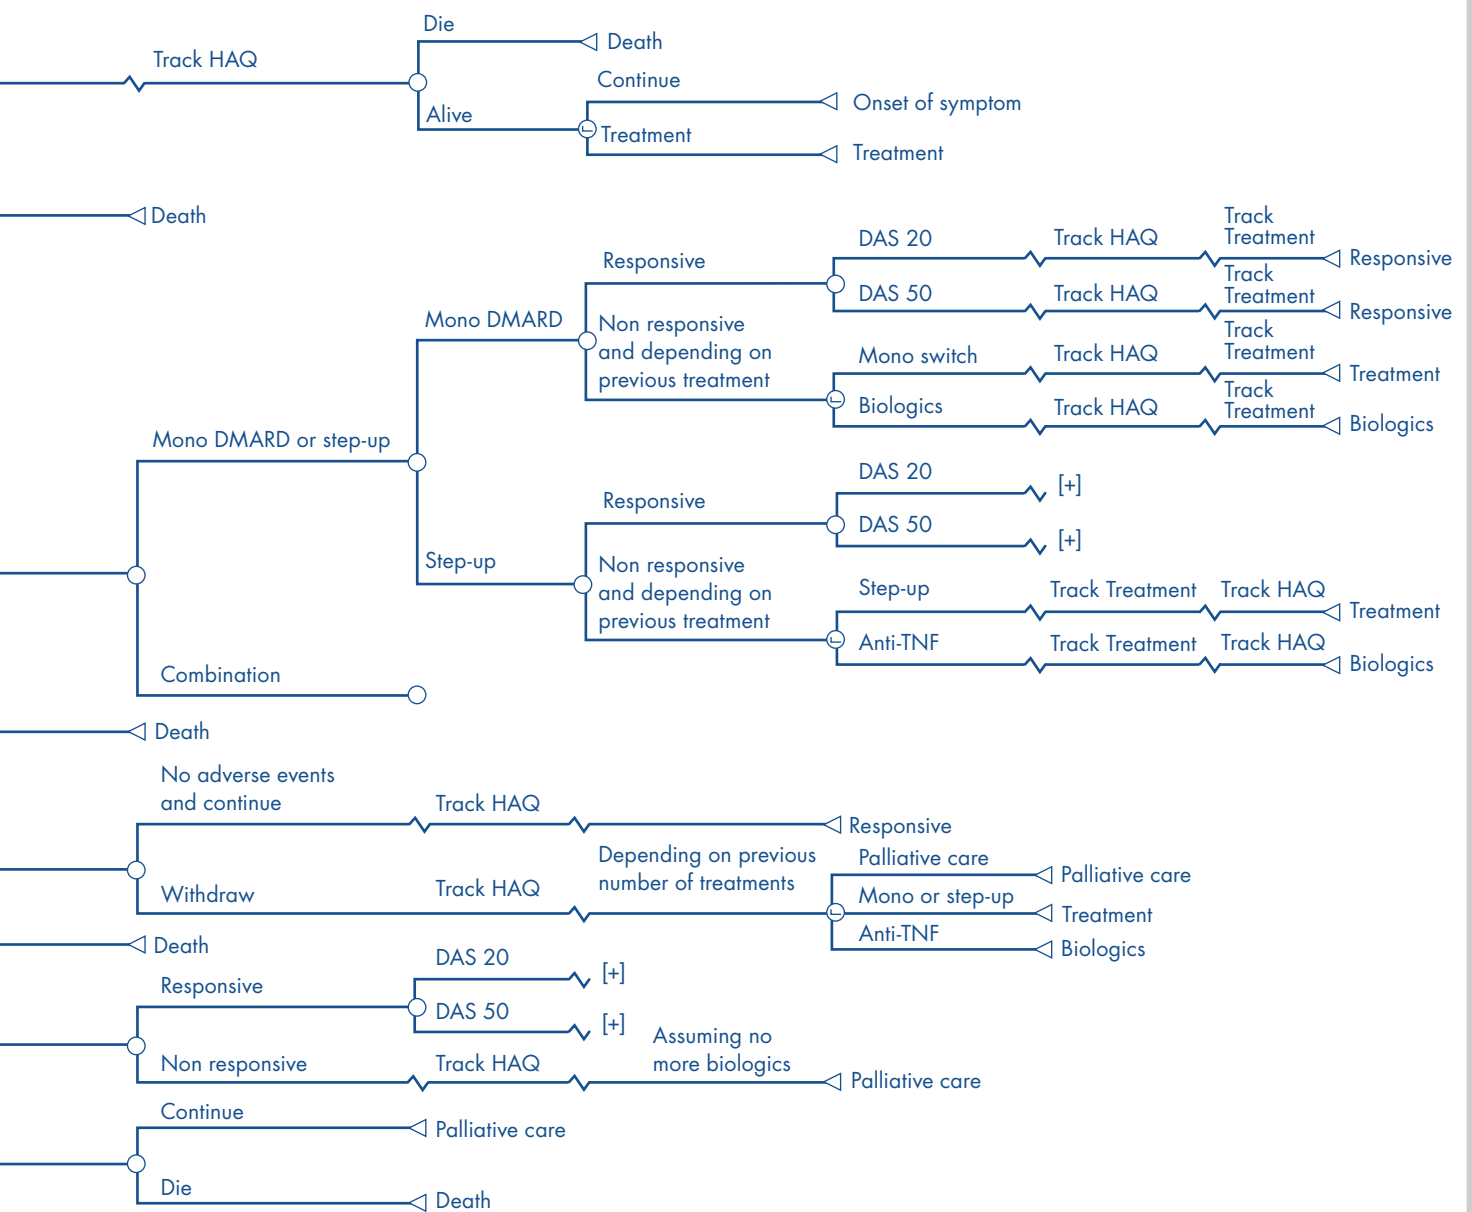 Die
Death
Track HAQ
Continue
Onset of symptom
Alive
Treatment
Treatment
Death
Mono DMARD or step-up
Mono DMARD
Responsive
DAS 20
Track HAQ
Track
Treatment
Responsive
DAS 50
Track HAQ
Track
Treatment
Responsive
Non responsive
and depending on
previous treatment
Mono switch
Track HAQ
Track
Treatment
Treatment
Biologics
Track HAQ
Track
Treatment
Biologics
Step-up
Responsive
DAS 20
[+]
DAS 50
[+]
Non responsive
and depending on
previous treatment
Step-up
Track Treatment
Track HAQ
Treatment
Anti-TNF
Track Treatment
Track HAQ
Biologics
Combination
Death
No adverse events
and continue
Track HAQ
Responsive
Withdraw
Track HAQ
Depending on previous
number of treatments
Palliative care
Palliative care
Mono or step-up
Treatment
Anti-TNF
Biologics
Death
Responsive
DAS 20
[+]
DAS 50
[+]
Non responsive
Track HAQ
Assuming no
more biologics
Palliative care
Continue
Palliative care
Die
Death